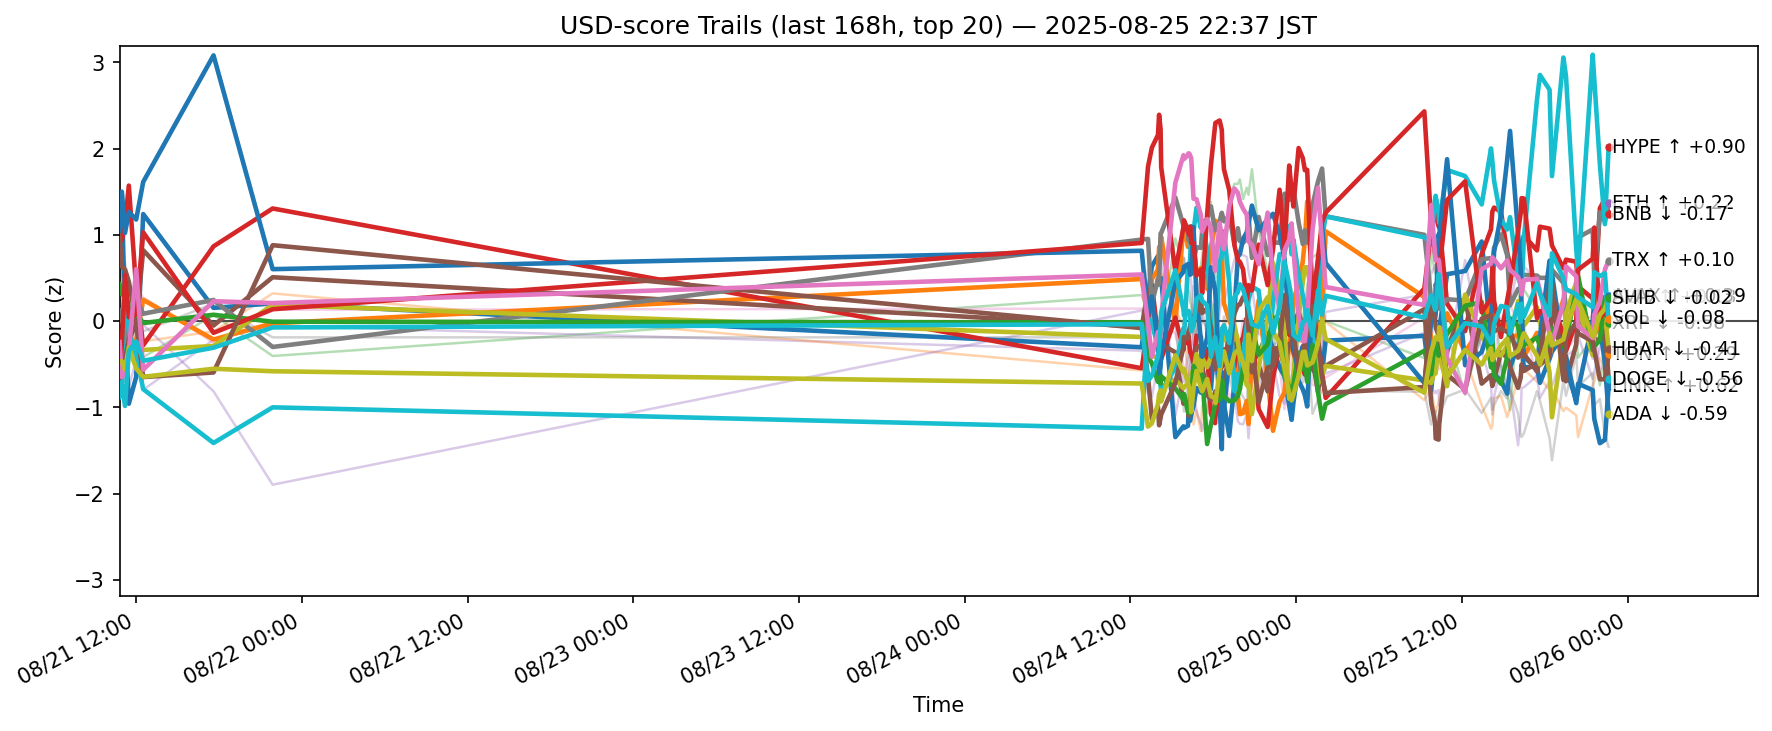 USD-score Trails (last 168h, top 20) — 2025-08-25 22:37 JST
Score (z)
3
2
1
0
−1
−2
−3
HYPE ↑ +0.90
ETH ↑ +0.22
BNB ↓ -0.17
TRX ↑ +0.10
SHIB ↓ -0.02
SOL ↓ -0.08
HBAR ↓ -0.41
DOGE ↓ -0.56
ADA ↓ -0.59
08/21 12:00
08/22 00:00
08/22 12:00
08/23 00:00
08/23 12:00
08/24 00:00
08/24 12:00
08/25 00:00
08/25 12:00
08/26 00:00
Time